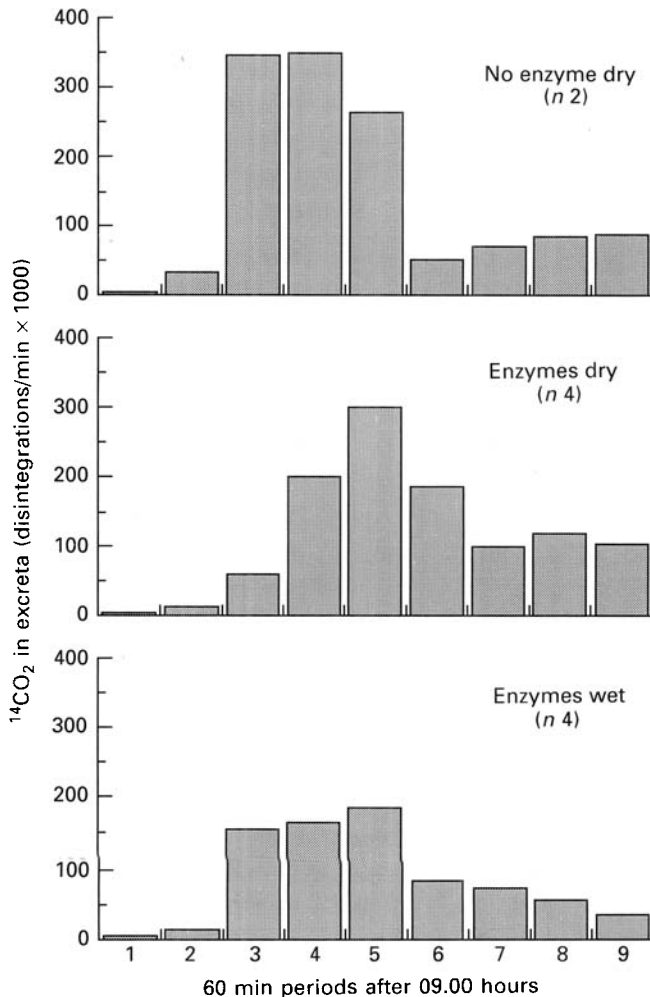 ¹⁴CO₂ in excreta (disintegrations/min × 1000)
400
300
200
100
0
No enzyme dry
(n 2)
400
300
200
100
0
Enzymes dry
(n 4)
400
300
200
100
0
Enzymes wet
(n 4)
1 2 3 4 5 6 7 8 9
60 min periods after 09.00 hours